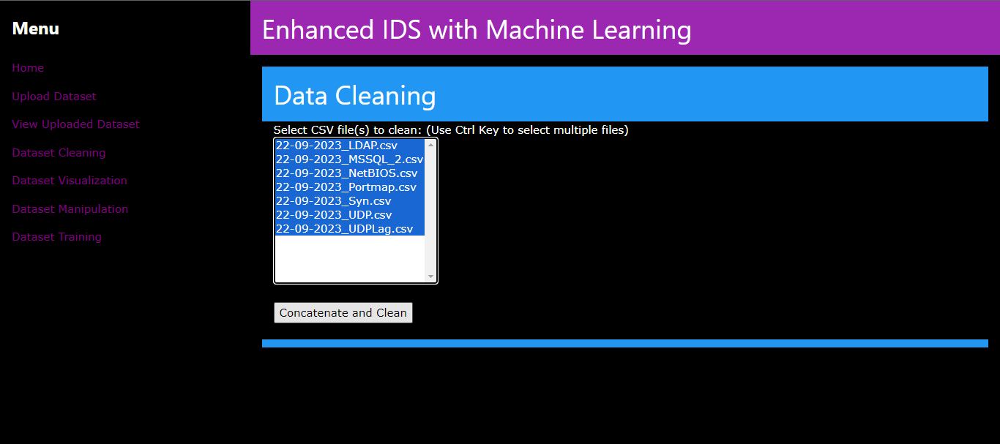 Menu
Home
Upload Dataset
View Uploaded Dataset
Dataset Cleaning
Dataset Visualization
Dataset Manipulation
Dataset Training
Enhanced IDS with Machine Learning
Data Cleaning
Select CSV file(s) to clean: (Use Ctrl Key to select multiple files)
22-09-2023_LDAP.csv
22-09-2023_MSSQL_2.csv
22-09-2023_NetBIOS.csv
22-09-2023_Portmap.csv
22-09-2023_Syn.csv
22-09-2023_UDP.csv
22-09-2023_UDPLag.csv
Concatenate and Clean